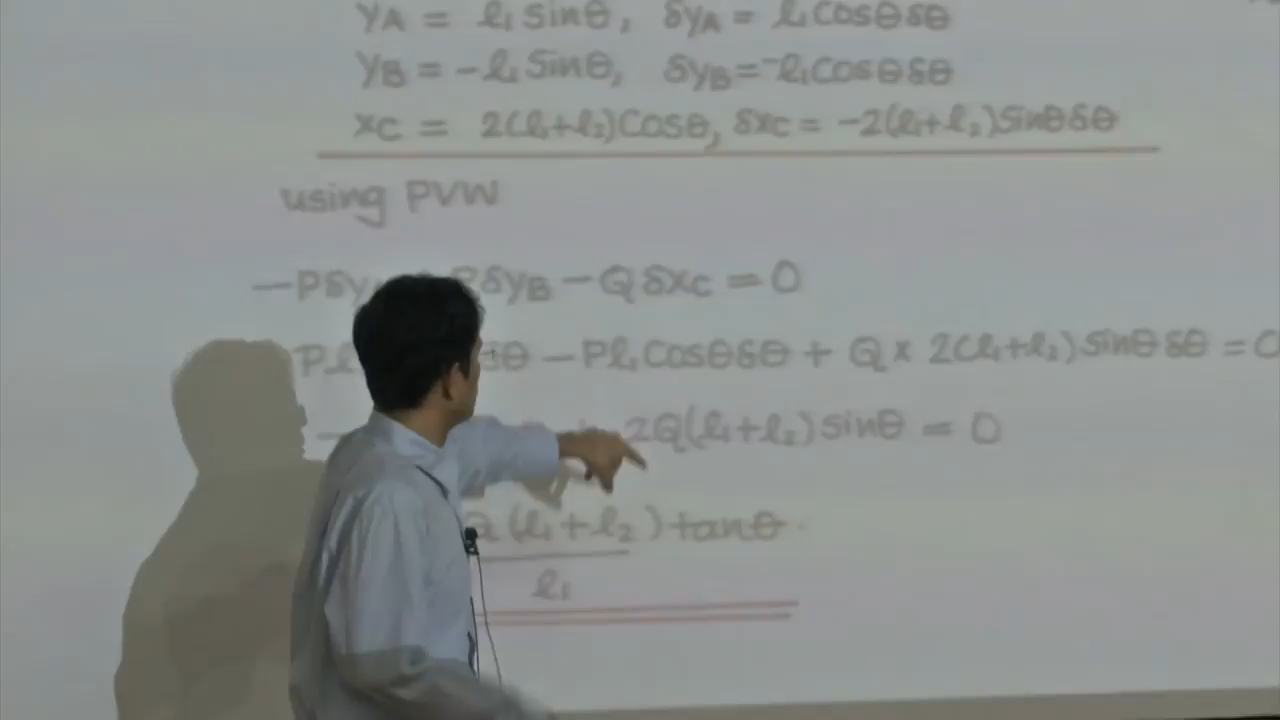 yA = l₁ sinθ, δyA = l₁ Cosθ δθ
yB = -l₁ Sinθ, δyB = -l₁ Cosθ δθ
xC = 2(l₁+l₂) Cosθ, δxC = -2(l₁+l₂) Sinθ δθ
using PVW
-Pδy δyB - Q δxC = 0
Pl θ - Pl₁ Cosθ δθ + Q × 2(l₁+l₂) sinθ δθ = 0
- 2Q(l₁+l₂) sinθ = 0
Q (l₁+l₂) tanθ
l₁